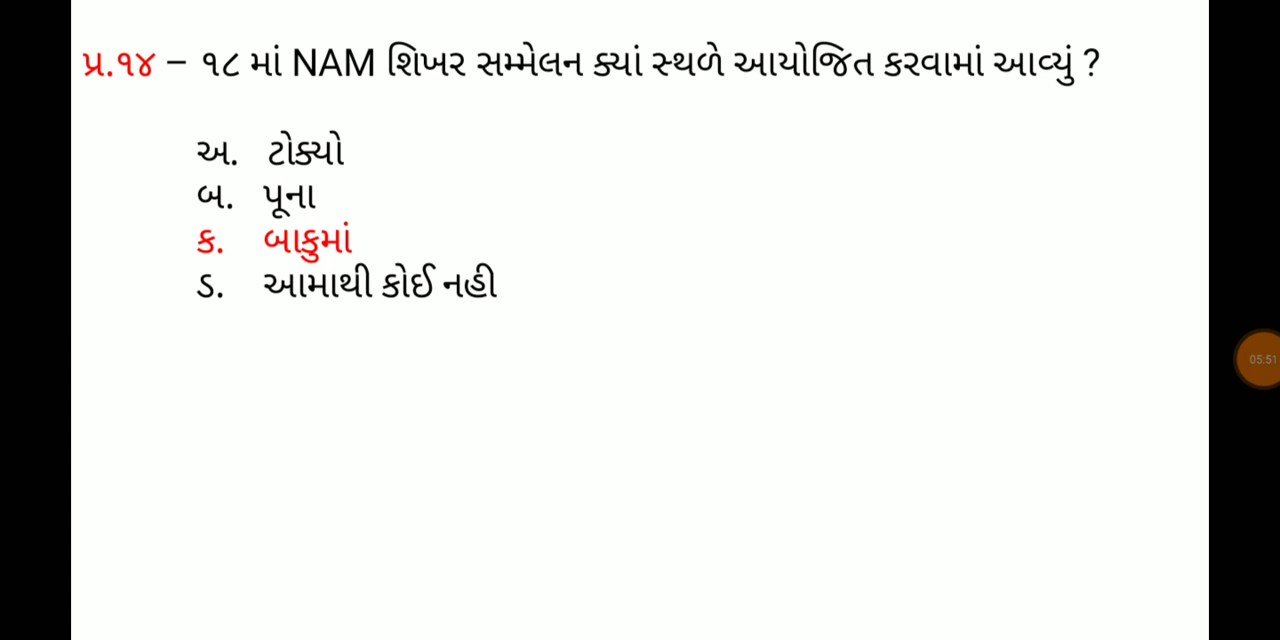 પ્ર.૧૪ – ૧૮ માં NAM શિખર સમ્મેલન ક્યાં સ્થળે આયોજિત કરવામાં આવ્યું ?
અ. ટોક્યો
બ. પૂના
ક. બાકુમાં
ડ. આમાથી કોઈ નહી
05:51